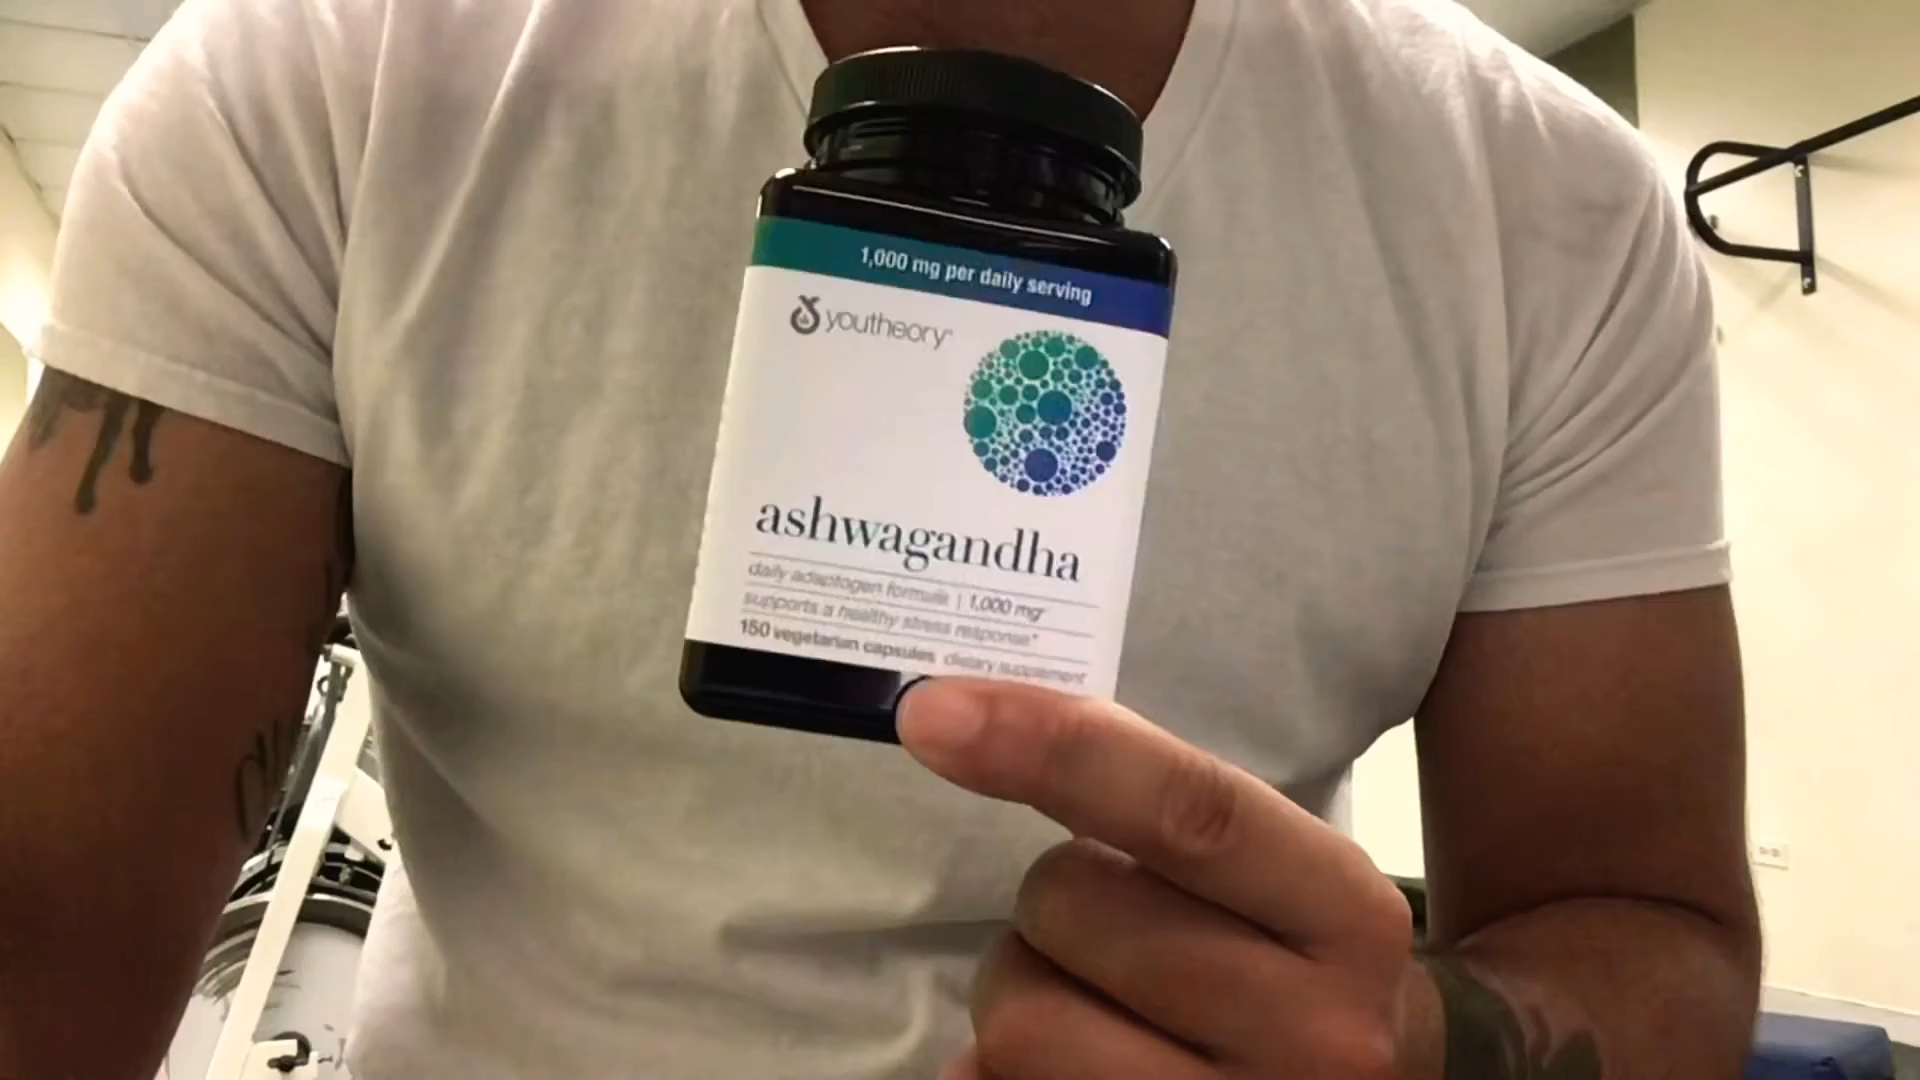 1,000 mg per daily serving
youtheory
ashwagandha
daily adaptogen formula | 1,000 mg*
supports a healthy stress response*
150 vegetarian capsules dietary supplement